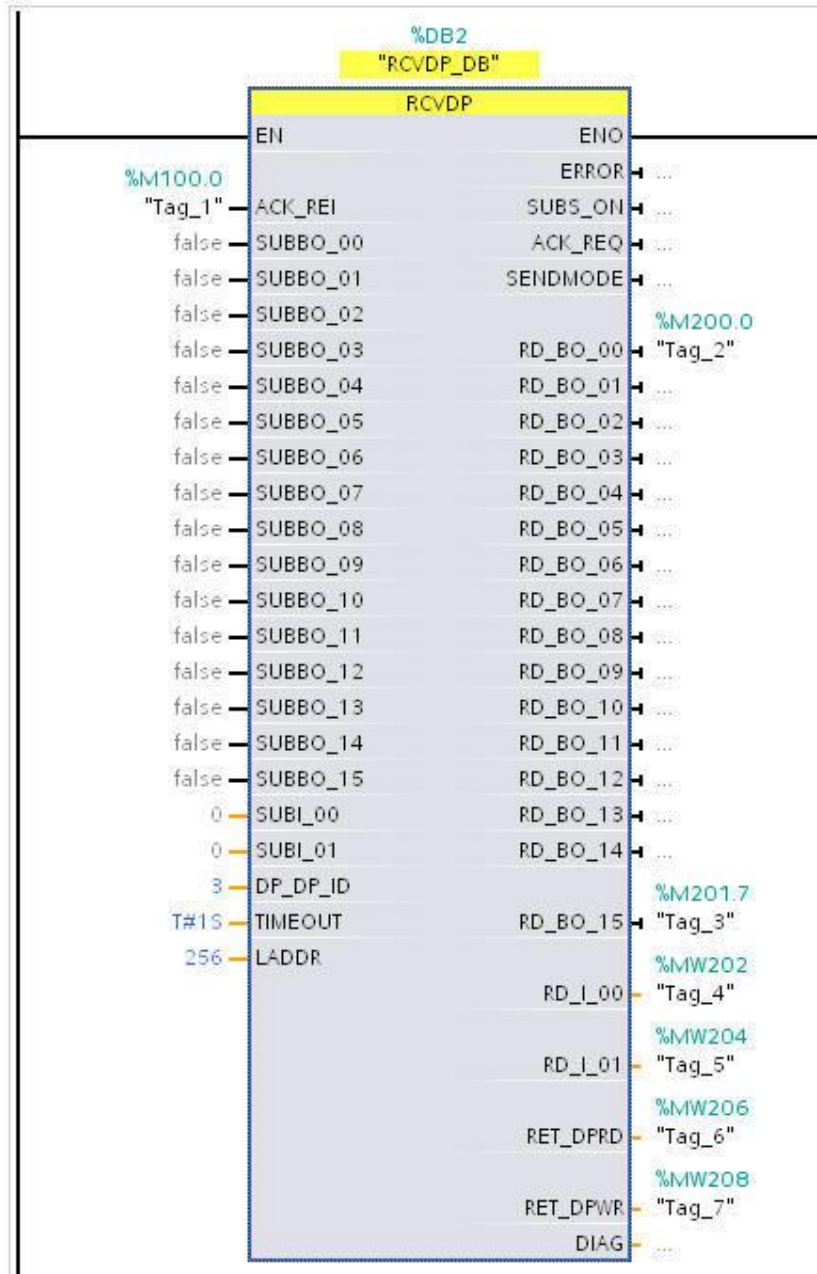 %DB2
"RCVDP_DB"
RCVDP
EN ENO
ERROR ...
%M100.0
"Tag_1" ACK_REI SUBS_ON ...
false SUBBO_00 ACK_REQ ...
false SUBBO_01 SENDMODE ...
false SUBBO_02
%M200.0
false SUBBO_03 RD_BO_00 "Tag_2"
false SUBBO_04 RD_BO_01 ...
false SUBBO_05 RD_BO_02 ...
false SUBBO_06 RD_BO_03 ...
false SUBBO_07 RD_BO_04 ...
false SUBBO_08 RD_BO_05 ...
false SUBBO_09 RD_BO_06 ...
false SUBBO_10 RD_BO_07 ...
false SUBBO_11 RD_BO_08 ...
false SUBBO_12 RD_BO_09 ...
false SUBBO_13 RD_BO_10 ...
false SUBBO_14 RD_BO_11 ...
false SUBBO_15 RD_BO_12 ...
0 SUBI_00 RD_BO_13 ...
0 SUBI_01 RD_BO_14 ...
3 DP_DP_ID
%M201.7
T#1S TIMEOUT RD_BO_15 "Tag_3"
256 LADDR
%MW202
RD_I_00 "Tag_4"
%MW204
RD_I_01 "Tag_5"
%MW206
RET_DPRD "Tag_6"
%MW208
RET_DPWR "Tag_7"
DIAG ...